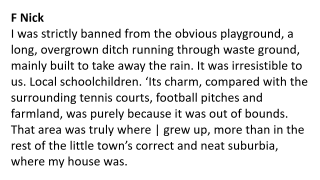 F Nick
I was strictly banned from the obvious playground, a
long, overgrown ditch running through waste ground,
mainly built to take away the rain. It was irresistible to
us. Local schoolchildren. ‘Its charm, compared with the
surrounding tennis courts, football pitches and
farmland, was purely because it was out of bounds.
That area was truly where | grew up, more than in the
rest of the little town’s correct and neat suburbia,
where my house was.